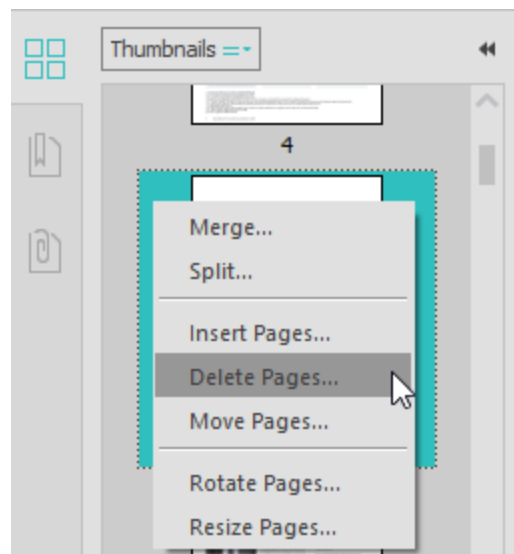 Thumbnails
4
Merge...
Split...
Insert Pages...
Delete Pages...
Move Pages...
Rotate Pages...
Resize Pages...